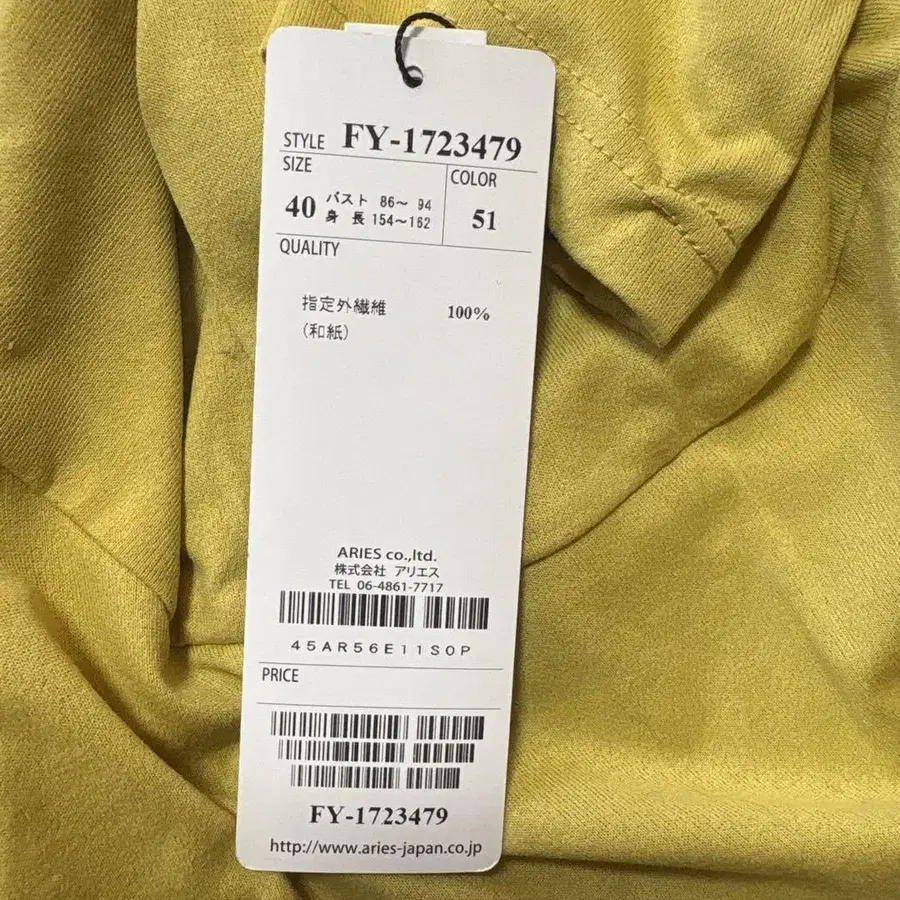 STYLE FY-1723479
SIZE
COLOR
40 バスト 86～ 94
身 長 154～162
51
QUALITY
指定外繊維 100%
(和紙)
ARIES co.,ltd.
株式会社 アリエス
TEL 06-4861-7717
45AR56E11S0P
PRICE
FY-1723479
http://www.aries-japan.co.jp